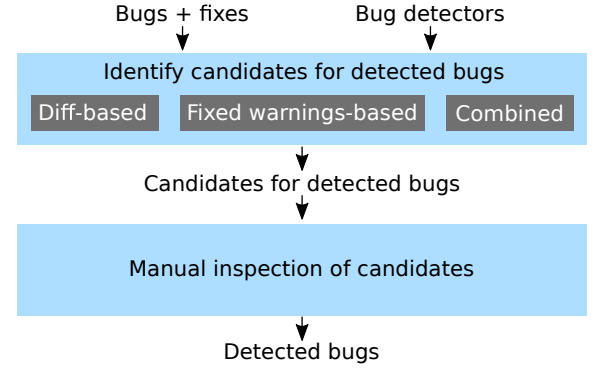 Bugs + fixes
Bug detectors
Identify candidates for detected bugs
Diff-based
Fixed warnings-based
Combined
Candidates for detected bugs
Manual inspection of candidates
Detected bugs